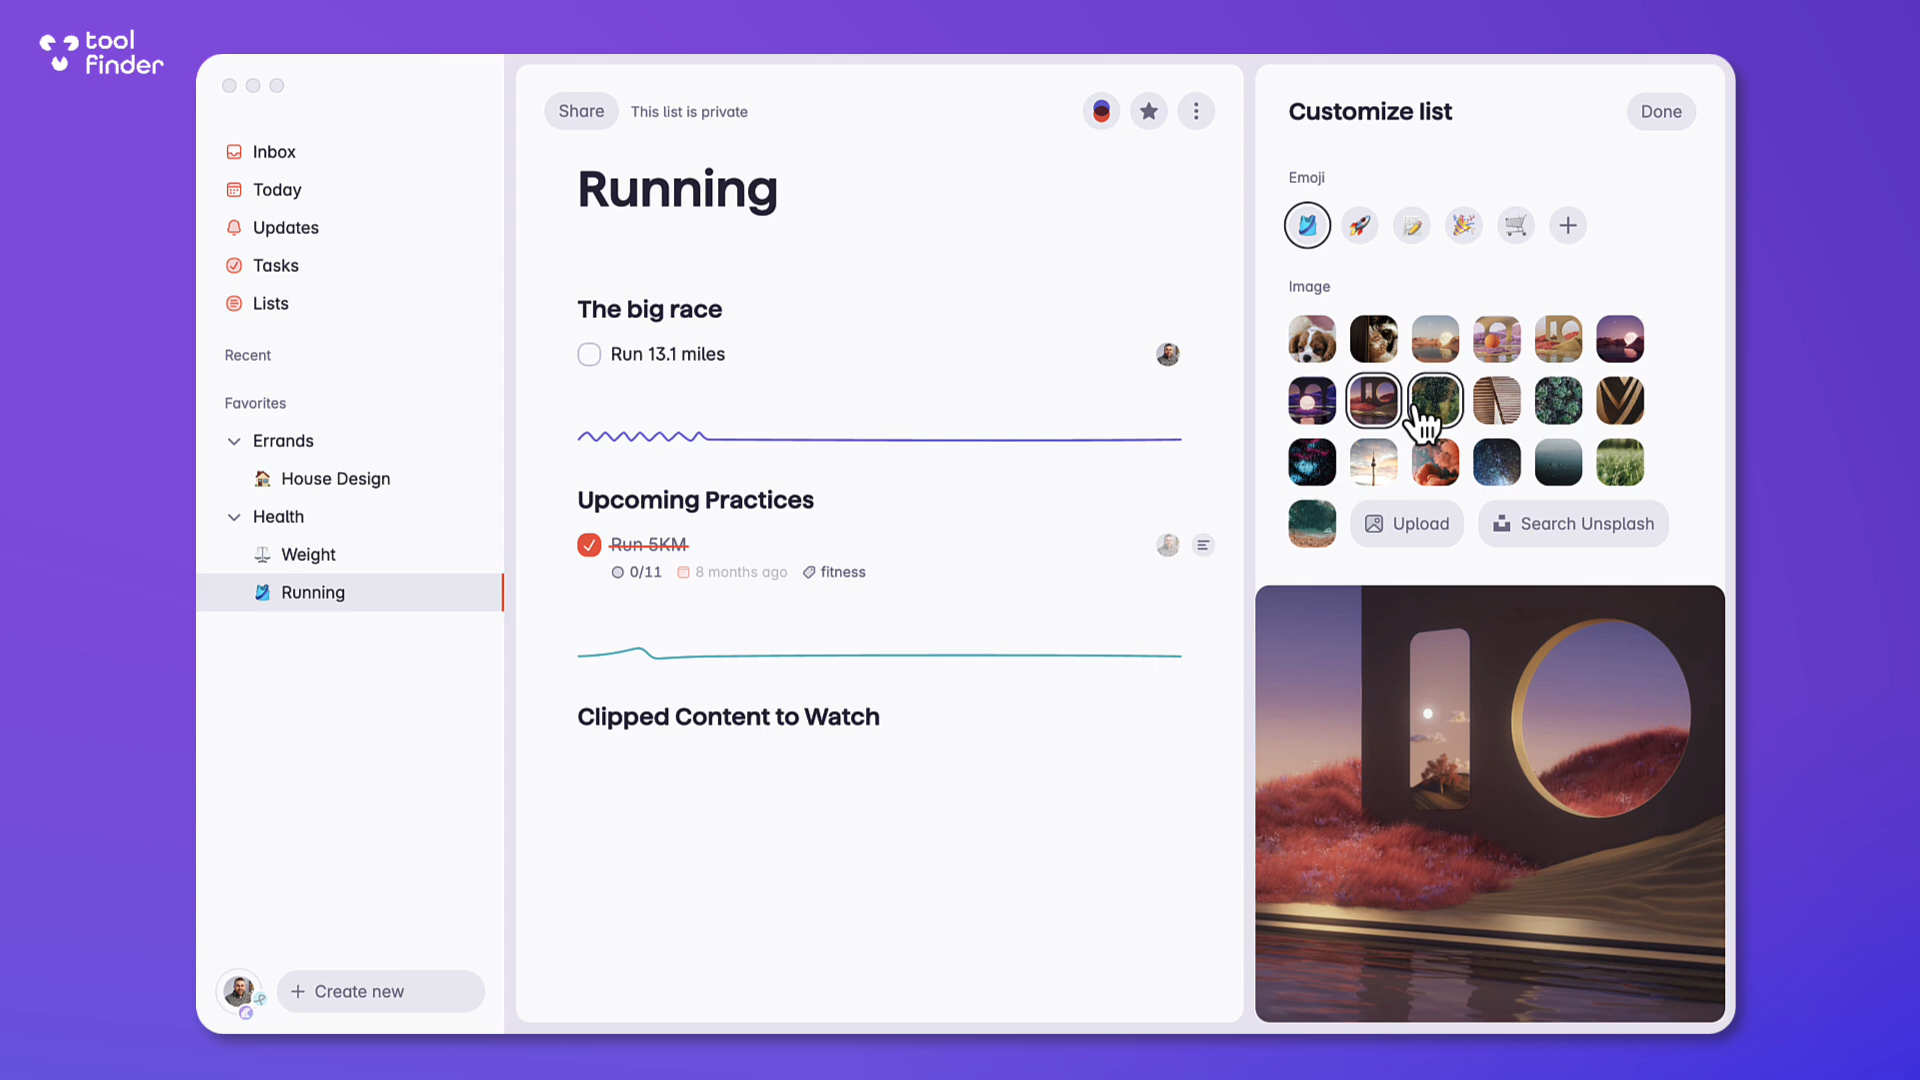 tool
finder
Inbox
Today
Updates
Tasks
Lists
Recent
Favorites
Errands
House Design
Health
Weight
Running
Create new
Share
This list is private
Running
The big race
Run 13.1 miles
Upcoming Practices
Run 5KM
0/11
8 months ago
fitness
Clipped Content to Watch
Customize list
Done
Emoji
Image
Upload
Search Unsplash